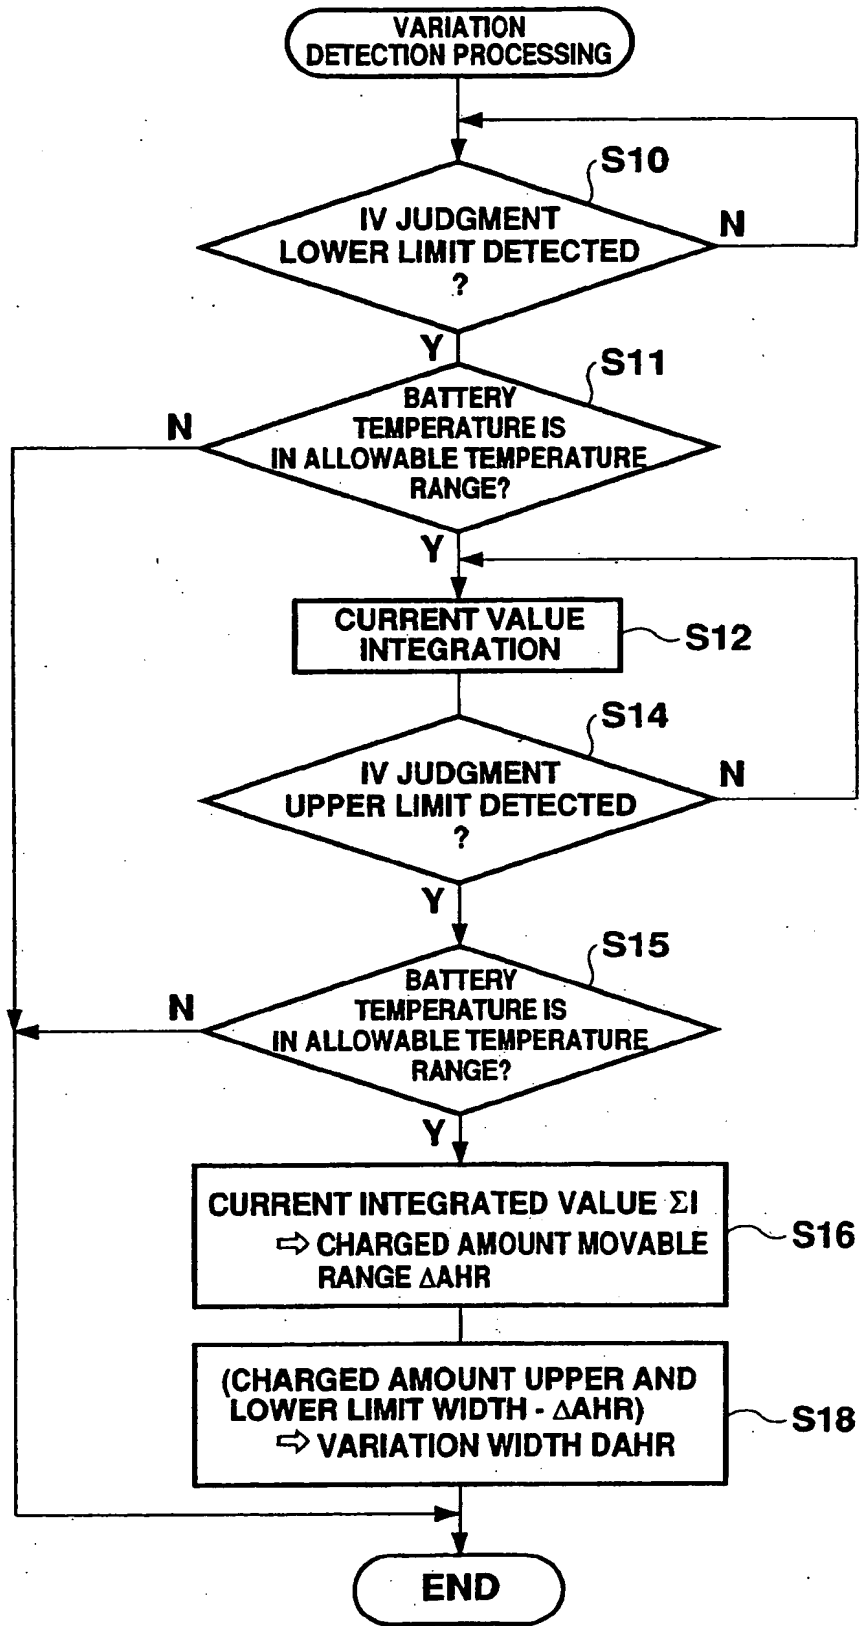 VARIATION
DETECTION PROCESSING
S10
IV JUDGMENT
LOWER LIMIT DETECTED
?
N
Y
S11
BATTERY
TEMPERATURE IS
IN ALLOWABLE TEMPERATURE
RANGE?
N
Y
CURRENT VALUE
INTEGRATION
S12
S14
IV JUDGMENT
UPPER LIMIT DETECTED
?
N
Y
S15
BATTERY
TEMPERATURE IS
IN ALLOWABLE TEMPERATURE
RANGE?
N
Y
CURRENT INTEGRATED VALUE ΣI
⇨ CHARGED AMOUNT MOVABLE
RANGE ΔAHR
S16
(CHARGED AMOUNT UPPER AND
LOWER LIMIT WIDTH - ΔAHR)
⇨ VARIATION WIDTH DAHR
S18
END